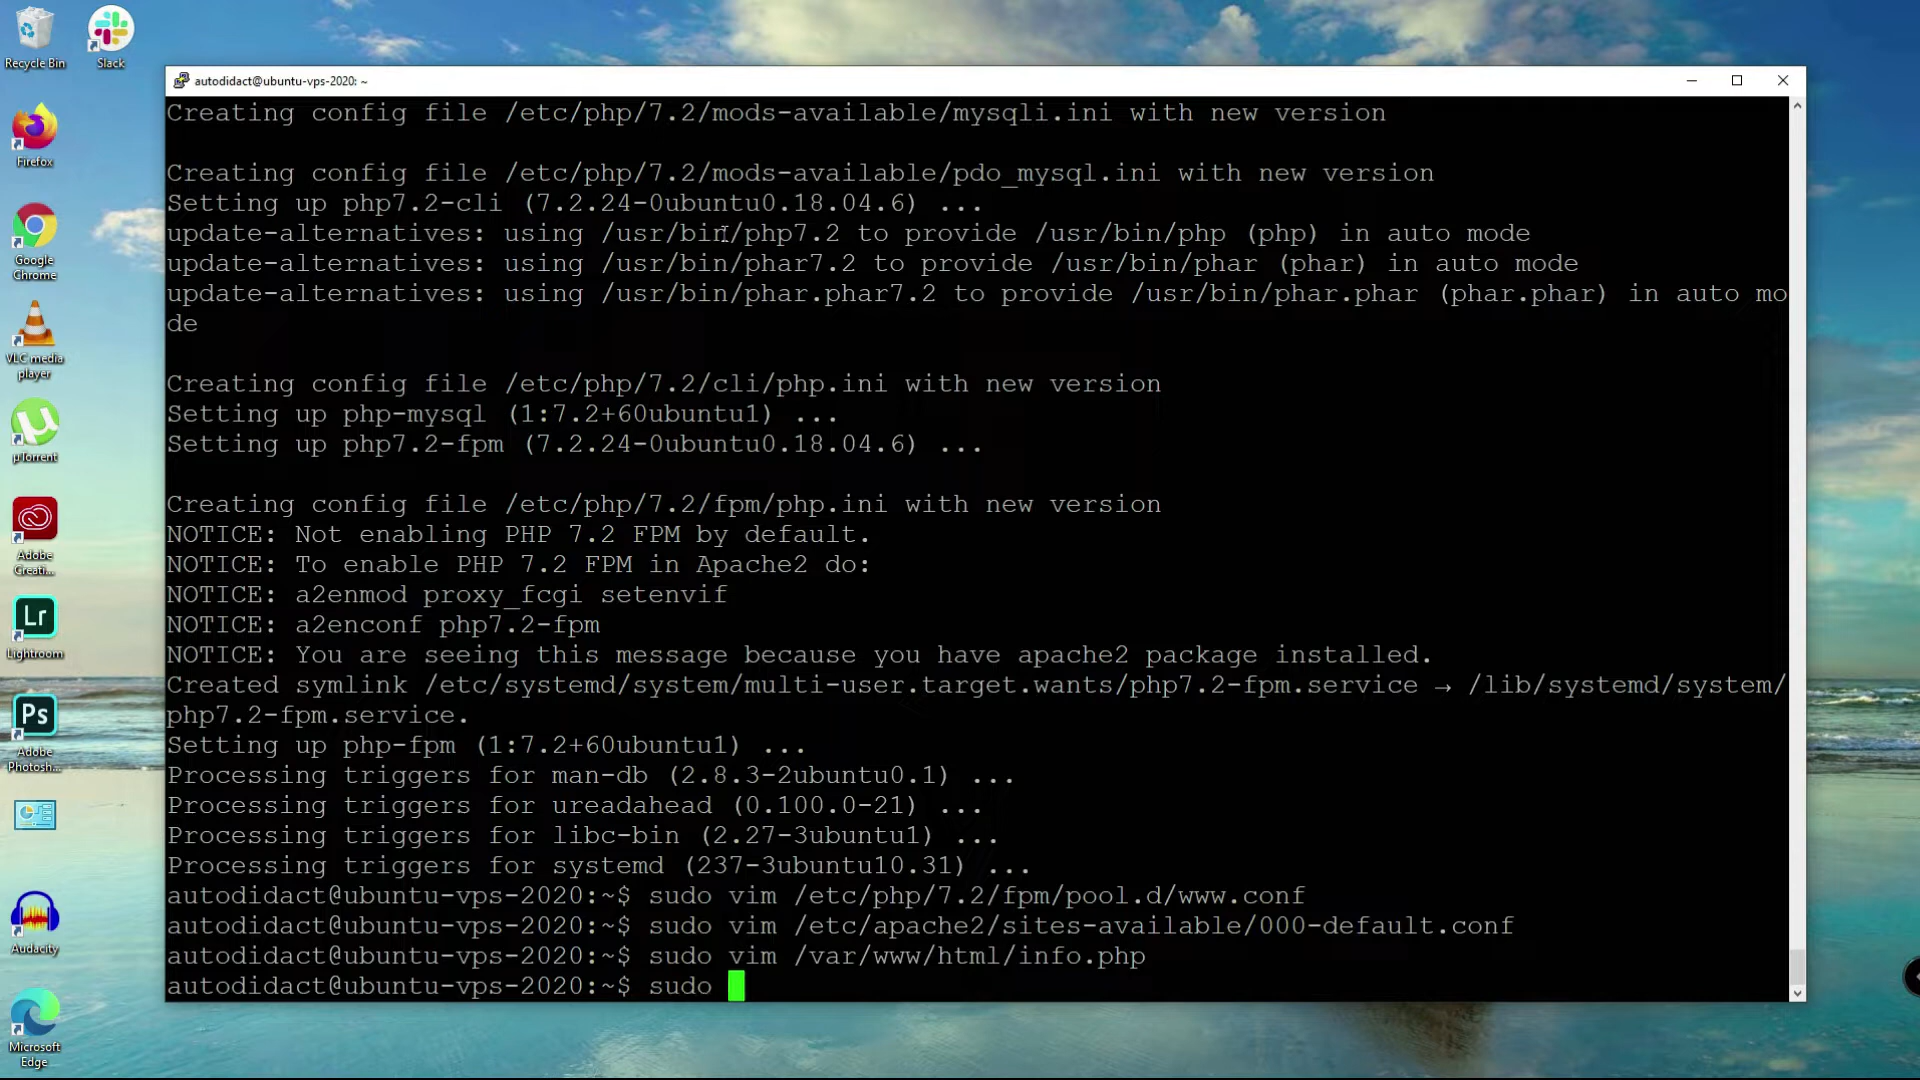 Recycle Bin
Slack
Firefox
Google
Chrome
VLC media
player
µTorrent
Adobe
Creati...
Lr
Lightroom
Ps
Adobe
Photosh...
Audacity
Microsoft
Edge
autodidact@ubuntu-vps-2020: ~
Creating config file /etc/php/7.2/mods-available/mysqli.ini with new version
Creating config file /etc/php/7.2/mods-available/pdo_mysql.ini with new version
Setting up php7.2-cli (7.2.24-0ubuntu0.18.04.6) ...
update-alternatives: using /usr/bin/php7.2 to provide /usr/bin/php (php) in auto mode
update-alternatives: using /usr/bin/phar7.2 to provide /usr/bin/phar (phar) in auto mode
update-alternatives: using /usr/bin/phar.phar7.2 to provide /usr/bin/phar.phar (phar.phar) in auto mo
de
Creating config file /etc/php/7.2/cli/php.ini with new version
Setting up php-mysql (1:7.2+60ubuntu1) ...
Setting up php7.2-fpm (7.2.24-0ubuntu0.18.04.6) ...
Creating config file /etc/php/7.2/fpm/php.ini with new version
NOTICE: Not enabling PHP 7.2 FPM by default.
NOTICE: To enable PHP 7.2 FPM in Apache2 do:
NOTICE: a2enmod proxy_fcgi setenvif
NOTICE: a2enconf php7.2-fpm
NOTICE: You are seeing this message because you have apache2 package installed.
Created symlink /etc/systemd/system/multi-user.target.wants/php7.2-fpm.service → /lib/systemd/system/
php7.2-fpm.service.
Setting up php-fpm (1:7.2+60ubuntu1) ...
Processing triggers for man-db (2.8.3-2ubuntu0.1) ...
Processing triggers for ureadahead (0.100.0-21) ...
Processing triggers for libc-bin (2.27-3ubuntu1) ...
Processing triggers for systemd (237-3ubuntu10.31) ...
autodidact@ubuntu-vps-2020:~$ sudo vim /etc/php/7.2/fpm/pool.d/www.conf
autodidact@ubuntu-vps-2020:~$ sudo vim /etc/apache2/sites-available/000-default.conf
autodidact@ubuntu-vps-2020:~$ sudo vim /var/www/html/info.php
autodidact@ubuntu-vps-2020:~$ sudo